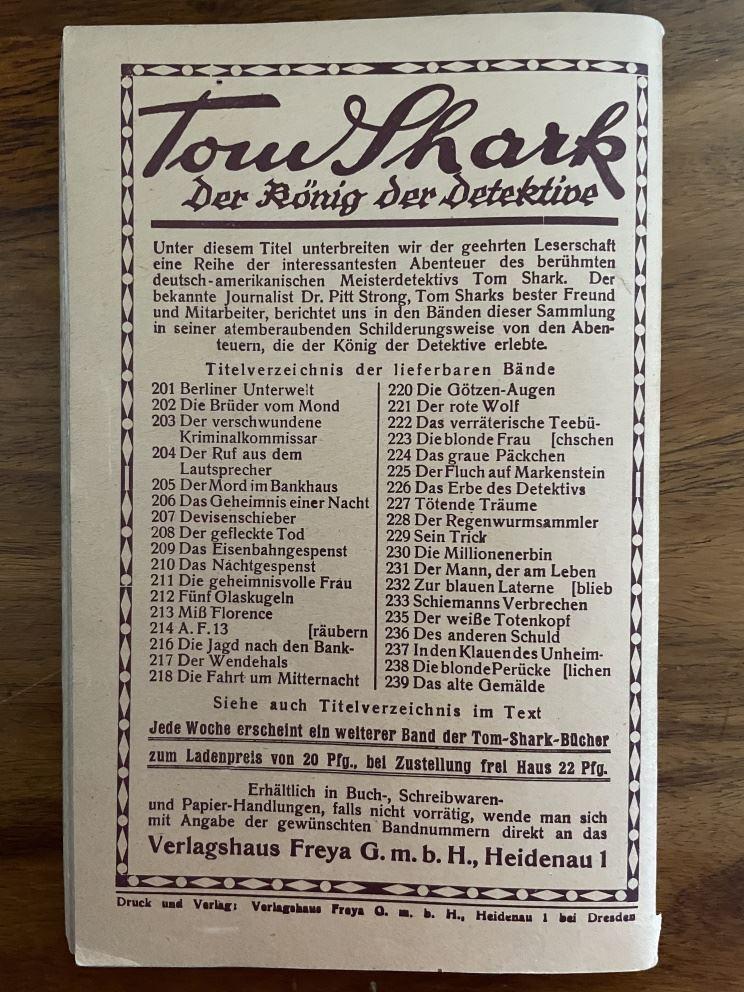 Tom Shark
Der König der Detektive
Unter diesem Titel unterbreiten wir der geehrten Leserschaft
eine Reihe der interessantesten Abenteuer des berühmten
deutsch-amerikanischen Meisterdetektivs Tom Shark. Der
bekannte Journalist Dr. Pitt Strong, Tom Sharks bester Freund
und Mitarbeiter, berichtet uns in den Bänden dieser Sammlung
in seiner atemberaubenden Schilderungsweise von den Aben-
teuern, die der König der Detektive erlebte.
Titelverzeichnis der lieferbaren Bände
201 Berliner Unterwelt
202 Die Brüder vom Mond
203 Der verschwundene
Kriminalkommissar
204 Der Ruf aus dem
Lautsprecher
205 Der Mord im Bankhaus
206 Das Geheimnis einer Nacht
207 Devisenschieber
208 Der gefleckte Tod
209 Das Eisenbahngespenst
210 Das Nachtgespenst
211 Die geheimnisvolle Frau
212 Fünf Glaskugeln
213 Miß Florence
214 A. F. 13 [räubern
216 Die Jagd nach den Bank-
217 Der Wendehals
218 Die Fahrt um Mitternacht
220 Die Götzen-Augen
221 Der rote Wolf
222 Das verräterische Teebü-
223 Die blonde Frau [chschen
224 Das graue Päckchen
225 Der Fluch auf Markenstein
226 Das Erbe des Detektivs
227 Tötende Träume
228 Der Regenwurmsammler
229 Sein Trick
230 Die Millionenerbin
231 Der Mann, der am Leben
232 Zur blauen Laterne [blieb
233 Schiemanns Verbrechen
235 Der weiße Totenkopf
236 Des anderen Schuld
237 In den Klauen des Unheim-
238 Die blonde Perücke [lichen
239 Das alte Gemälde
Siehe auch Titelverzeichnis im Text
Jede Woche erscheint ein weiterer Band der Tom-Shark-Bücher
zum Ladenpreis von 20 Pfg., bei Zustellung frei Haus 22 Pfg.
Erhältlich in Buch-, Schreibwaren-
und Papier-Handlungen, falls nicht vorrätig, wende man sich
mit Angabe der gewünschten Bandnummern direkt an das
Verlagshaus Freya G. m. b. H., Heidenau 1
Druck und Verlag: Verlagshaus Freya G. m. b. H., Heidenau 1 bei Dresden